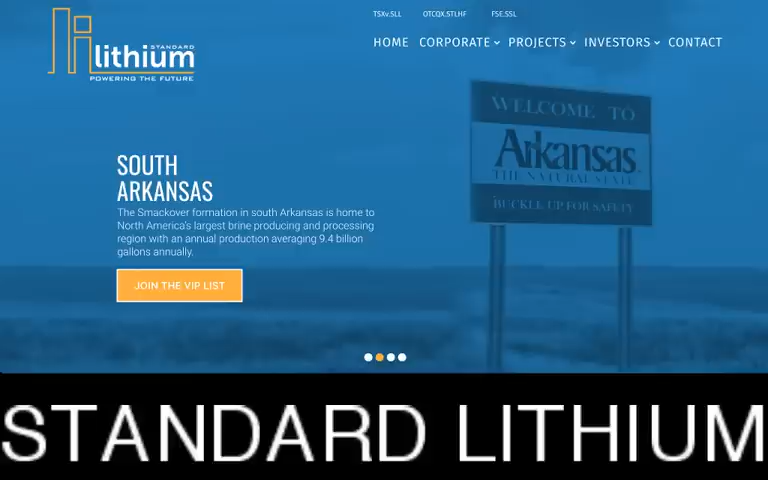 TSXv.SLL OTCQX.STLHF FSE.SSL
STANDARD
lithium
POWERING THE FUTURE
HOME CORPORATE PROJECTS INVESTORS CONTACT
WELCOME TO
Arkansas
THE NATURAL STATE
BUCKLE UP FOR SAFETY
SOUTH
ARKANSAS
The Smackover formation in south Arkansas is home to
North America's largest brine producing and processing
region with an annual production averaging 9.4 billion
gallons annually.
JOIN THE VIP LIST
STANDARD LITHIUM